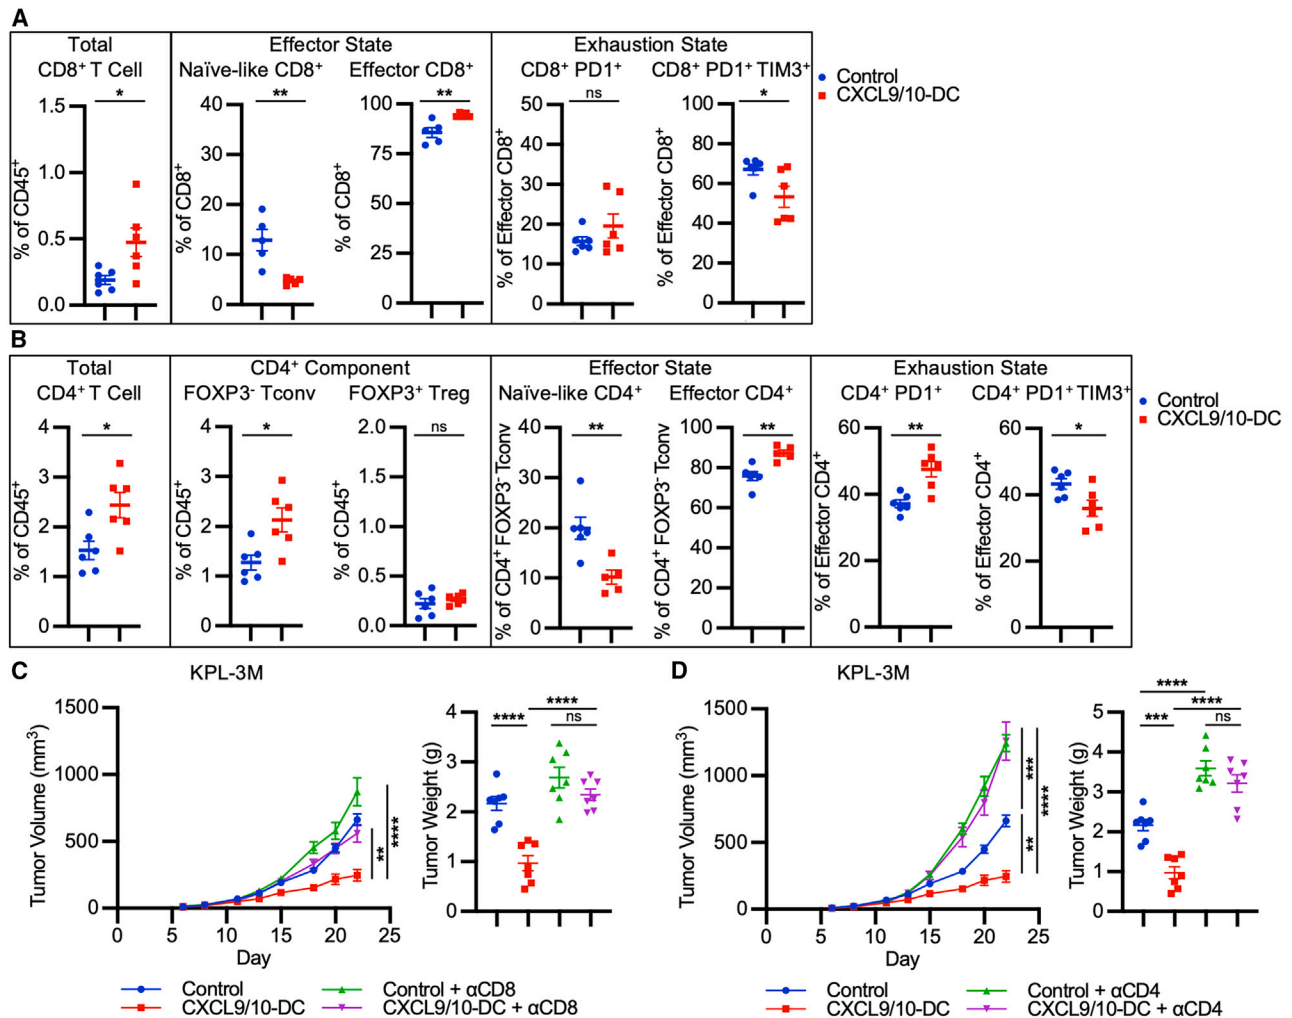 A
Total
Effector State
Exhaustion State
CD8⁺ T Cell
Naïve-like CD8⁺
Effector CD8⁺
CD8⁺ PD1⁺
CD8⁺ PD1⁺ TIM3⁺
Control
CXCL9/10-DC
*
**
**
ns
*
% of CD45⁺
1.5
1.0
0.5
0.0
% of CD8⁺
40
30
20
10
0
% of CD8⁺
100
75
50
25
0
% of Effector CD8⁺
50
40
30
20
10
0
% of Effector CD8⁺
100
80
60
40
20
0
B
Total
CD4⁺ Component
Effector State
Exhaustion State
CD4⁺ T Cell
FOXP3⁻ Tconv
FOXP3⁺ Treg
Naïve-like CD4⁺
Effector CD4⁺
CD4⁺ PD1⁺
CD4⁺ PD1⁺ TIM3⁺
Control
CXCL9/10-DC
*
*
ns
**
**
**
*
% of CD45⁺
4
3
2
1
0
% of CD45⁺
4
3
2
1
0
% of CD45⁺
2.0
1.5
1.0
0.5
0.0
% of CD4⁺ FOXP3⁻ Tconv
40
30
20
10
0
% of CD4⁺ FOXP3⁻ Tconv
100
80
60
40
20
0
% of Effector CD4⁺
60
40
20
0
% of Effector CD4⁺
60
40
20
0
C
KPL-3M
Tumor Volume (mm³)
1500
1000
500
0
0 5 10 15 20 25
Day
**
****
Tumor Weight (g)
4
3
2
1
0
****
****
ns
Control
CXCL9/10-DC
Control + αCD8
CXCL9/10-DC + αCD8
D
KPL-3M
Tumor Volume (mm³)
1500
1000
500
0
0 5 10 15 20 25
Day
***
**
****
Tumor Weight (g)
5
4
3
2
1
0
****
****
***
ns
Control
CXCL9/10-DC
Control + αCD4
CXCL9/10-DC + αCD4